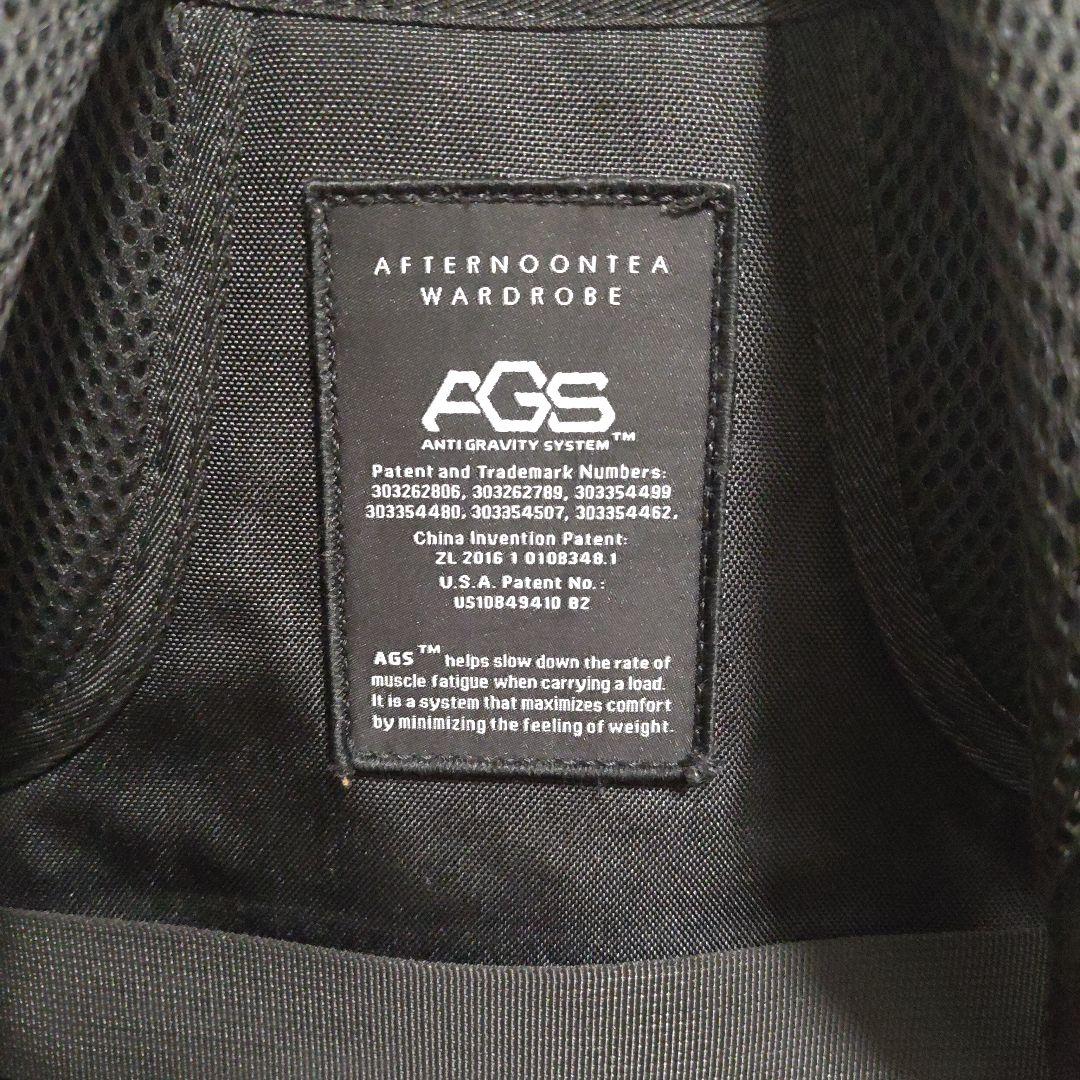 AFTERNOONTEA
WARDROBE
AGS
ANTI GRAVITY SYSTEM™
Patent and Trademark Numbers:
303262806, 303262789, 303354499
303354480, 303354507, 303354462,
China Invention Patent:
ZL 2016 1 0108348.1
U.S.A. Patent No.:
US10849410 B2
AGS™ helps slow down the rate of
muscle fatigue when carrying a load.
It is a system that maximizes comfort
by minimizing the feeling of weight.